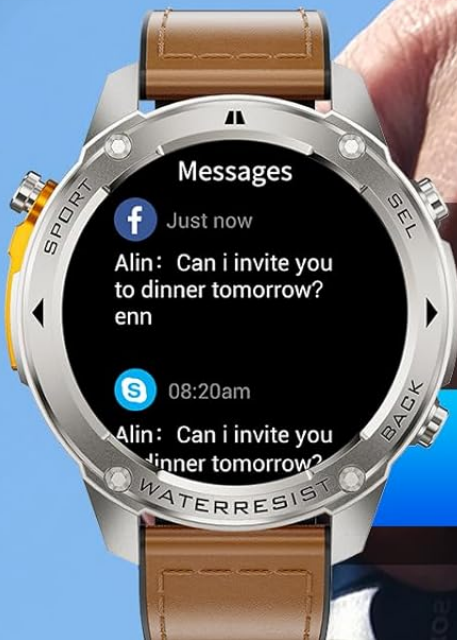 Messages
f Just now
Alin: Can i invite you
to dinner tomorrow?
enn
S 08:20am
Alin: Can i invite you
dinner tomorrow?
SPORT
SEL
BACK
WATERRESIST